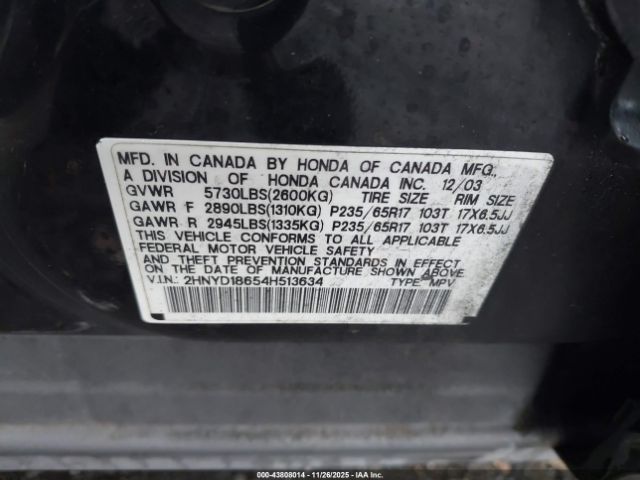 MFD. IN CANADA BY HONDA OF CANADA MFG.,
A DIVISION OF HONDA CANADA INC. 12/03
GVWR 5730LBS(2600KG) TIRE SIZE RIM SIZE
GAWR F 2890LBS(1310KG) P235/65R17 103T 17X6.5JJ
GAWR R 2945LBS(1335KG) P235/65R17 103T 17X6.5JJ
THIS VEHICLE CONFORMS TO ALL APPLICABLE
FEDERAL MOTOR VEHICLE SAFETY
AND THEFT PREVENTION STANDARDS IN EFFECT
ON THE DATE OF MANUFACTURE SHOWN ABOVE.
V.I.N.: 2HNYD18654H513634 TYPE: MPV
000-43808014 - 11/26/2025 - IAA Inc.